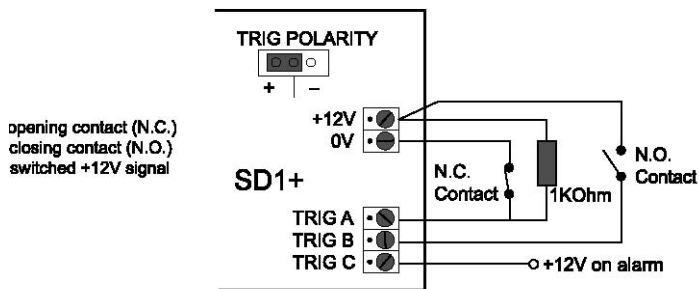 TRIG POLARITY
+ –
opening contact (N.C.)
closing contact (N.O.)
switched +12V signal
+12V
0V
SD1+
N.C.
Contact
1KOhm
N.O.
Contact
TRIG A
TRIG B
TRIG C
+12V on alarm